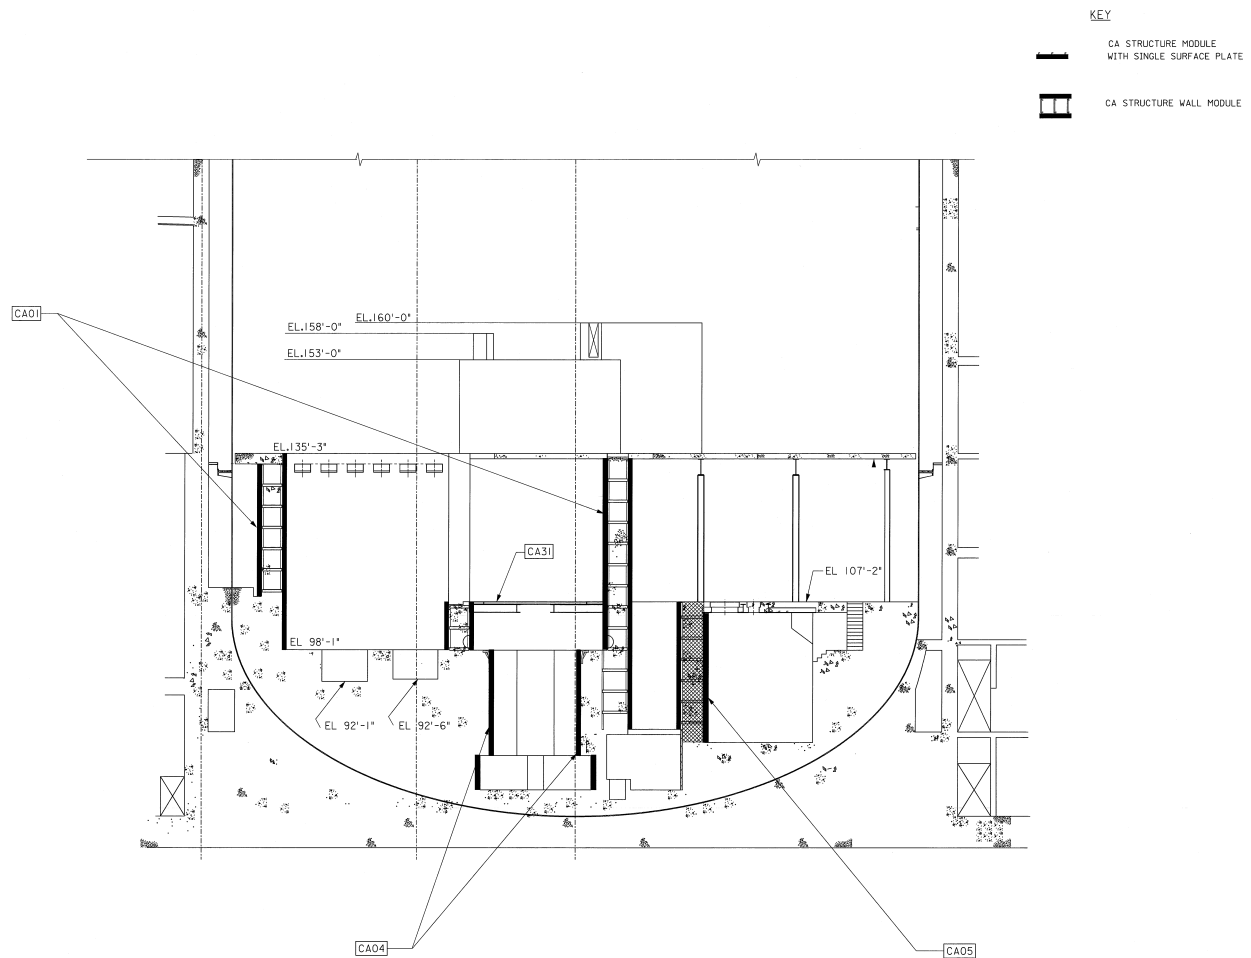 KEY
CA STRUCTURE MODULE
WITH SINGLE SURFACE PLATE
CA STRUCTURE WALL MODULE
CA01
EL.160'-0"
EL.158'-0"
EL.153'-0"
EL.135'-3"
CA31
EL 107'-2"
EL 98'-1"
EL 92'-1"
EL 92'-6"
CA04
CA05